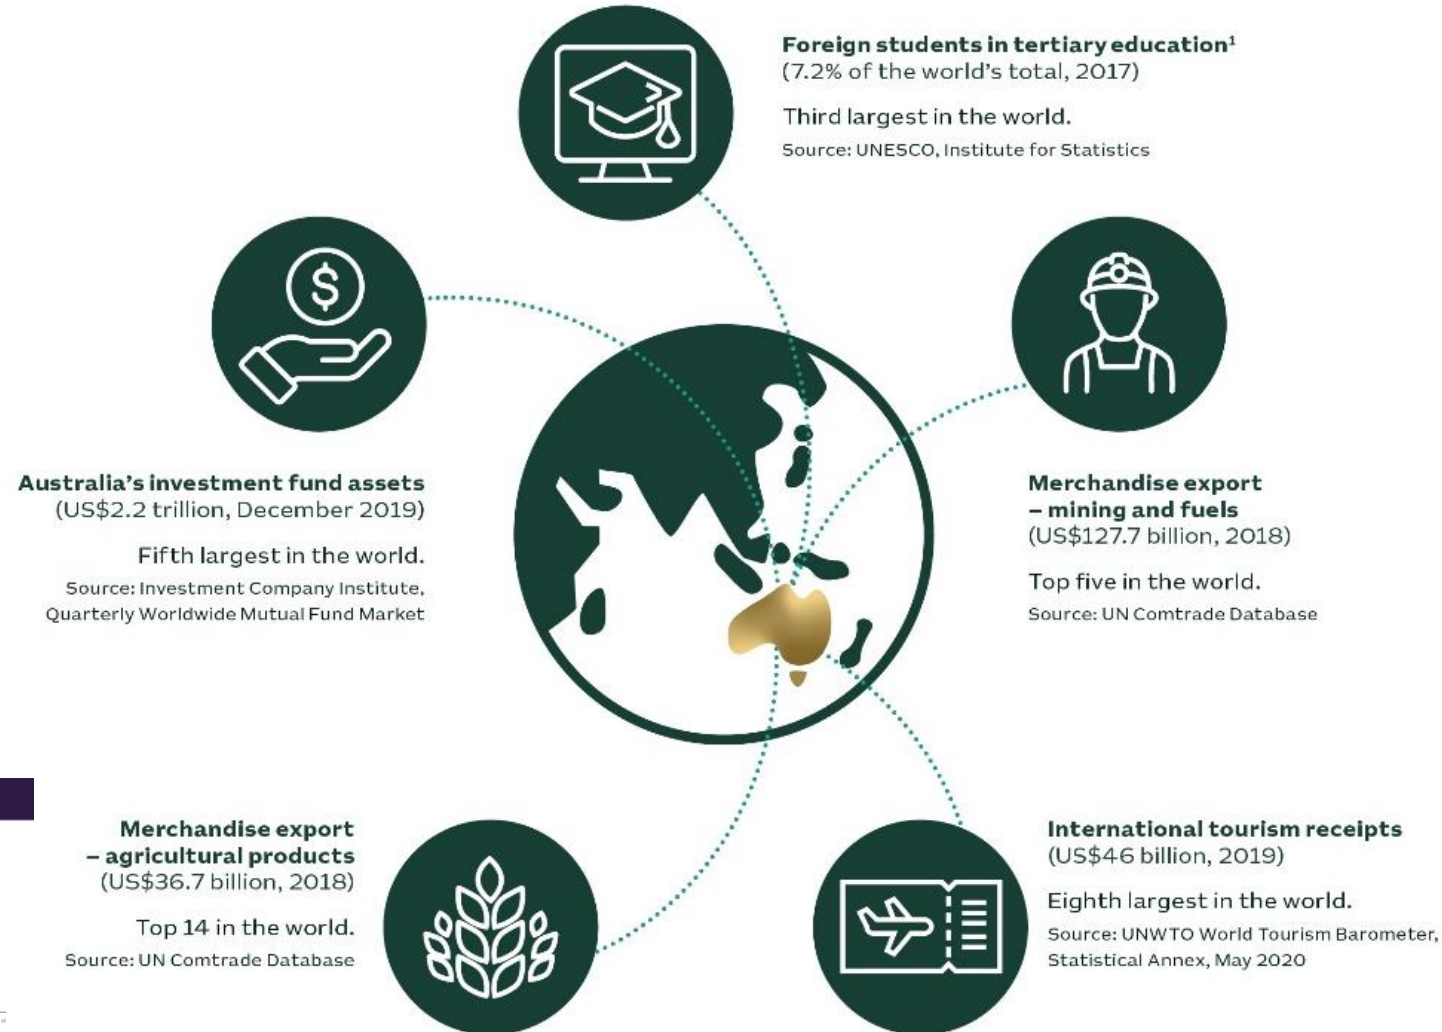 Foreign students in tertiary education¹
(7.2% of the world's total, 2017)
Third largest in the world.
Source: UNESCO, Institute for Statistics
$
Australia's investment fund assets
(US$2.2 trillion, December 2019)
Fifth largest in the world.
Source: Investment Company Institute,
Quarterly Worldwide Mutual Fund Market
Merchandise export
– mining and fuels
(US$127.7 billion, 2018)
Top five in the world.
Source: UN Comtrade Database
Merchandise export
– agricultural products
(US$36.7 billion, 2018)
Top 14 in the world.
Source: UN Comtrade Database
International tourism receipts
(US$46 billion, 2019)
Eighth largest in the world.
Source: UNWTO World Tourism Barometer,
Statistical Annex, May 2020